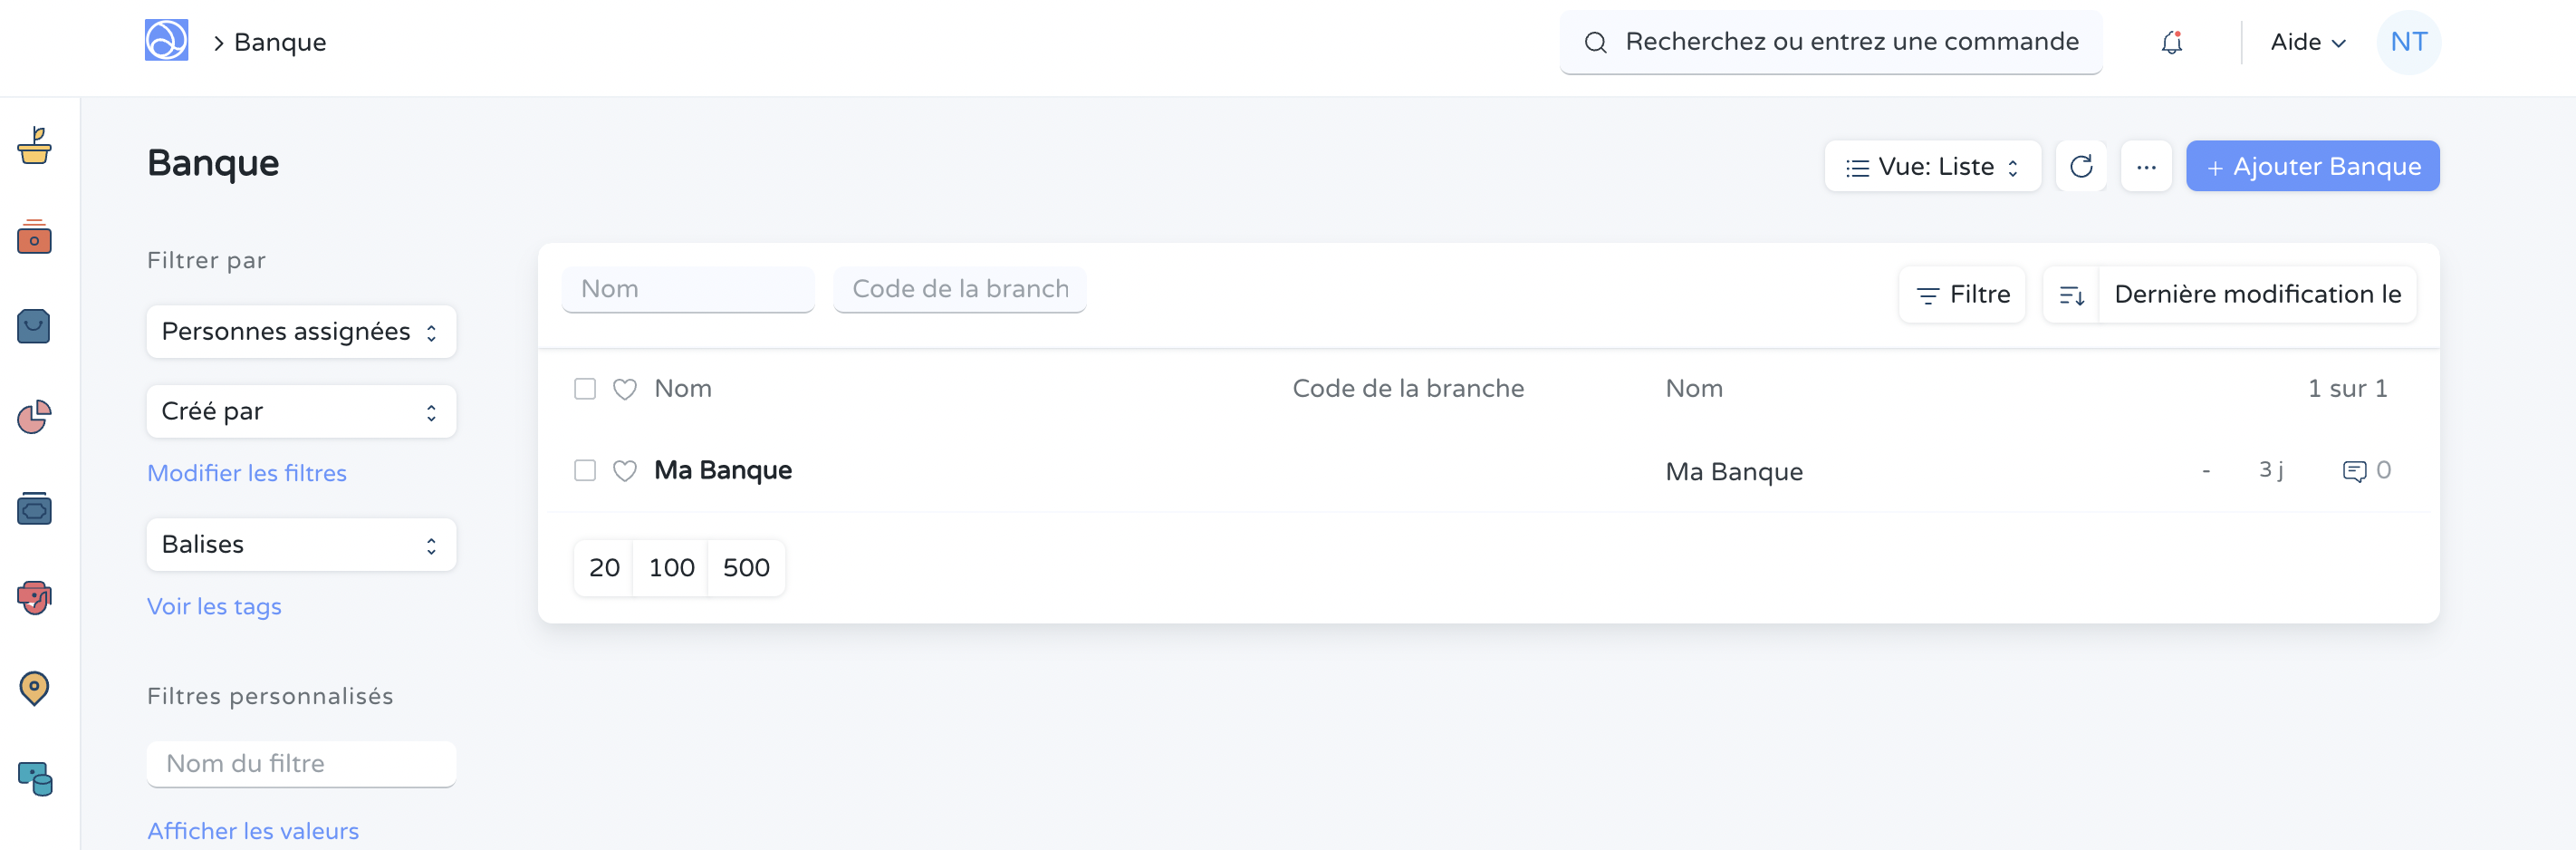 Banque
Recherchez ou entrez une commande
Aide
NT
Banque
Vue: Liste
...
+ Ajouter Banque
Filtrer par
Personnes assignées
Créé par
Modifier les filtres
Balises
Voir les tags
Filtres personnalisés
Nom du filtre
Afficher les valeurs
Nom
Code de la branch
Filtre
Dernière modification le
Nom Code de la branche Nom 1 sur 1
Ma Banque Ma Banque - 3 j 0
20 100 500